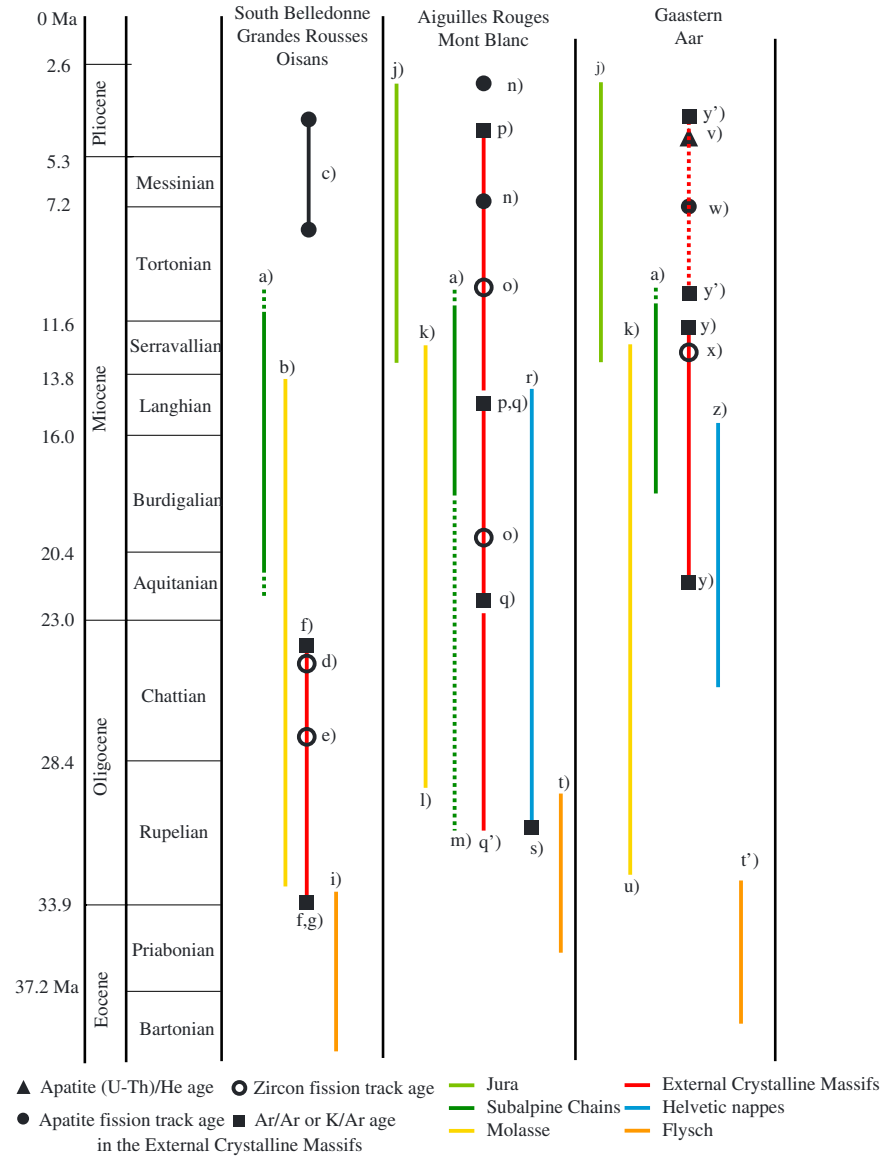 0 Ma
South Belledonne
Grandes Rousses
Oisans
Aiguilles Rouges
Mont Blanc
Gaastern
Aar
2.6
5.3
7.2
11.6
13.8
16.0
20.4
23.0
28.4
33.9
37.2 Ma
Pliocene
Miocene
Oligocene
Eocene
Messinian
Tortonian
Serravallian
Langhian
Burdigalian
Aquitanian
Chattian
Rupelian
Priabonian
Bartonian
c)
a)
b)
f)
d)
e)
i)
f,g)
j)
n)
p)
n)
a)
o)
k)
r)
p,q)
o)
q)
t)
l)
m)
q')
s)
j)
y')
v)
w)
a)
y')
k)
y)
x)
z)
y)
t')
u)
Apatite (U-Th)/He age
Zircon fission track age
Apatite fission track age
Ar/Ar or K/Ar age
in the External Crystalline Massifs
Jura
Subalpine Chains
Molasse
External Crystalline Massifs
Helvetic nappes
Flysch